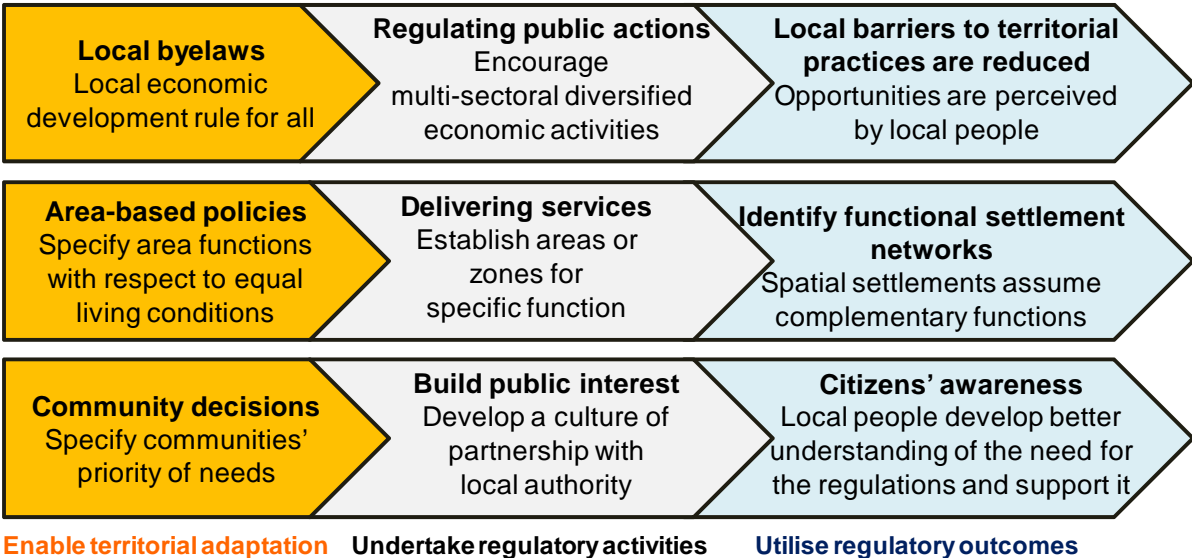 Local byelaws
Local economic
development rule for all
Regulating public actions
Encourage
multi-sectoral diversified
economic activities
Local barriers to territorial
practices are reduced
Opportunities are perceived
by local people
Area-based policies
Specify area functions
with respect to equal
living conditions
Delivering services
Establish areas or
zones for
specific function
Identify functional settlement
networks
Spatial settlements assume
complementary functions
Community decisions
Specify communities’
priority of needs
Build public interest
Develop a culture of
partnership with
local authority
Citizens’ awareness
Local people develop better
understanding of the need for
the regulations and support it
Enable territorial adaptation
Undertake regulatory activities
Utilise regulatory outcomes